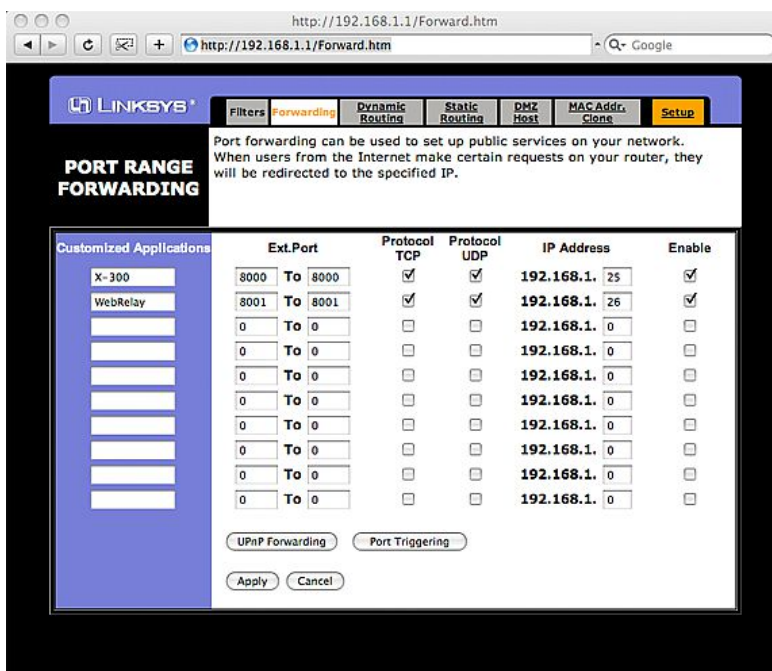 http://192.168.1.1/Forward.htm
http://192.168.1.1/Forward.htm
Google
LINKSYS®
Filters Forwarding Dynamic Routing Static Routing DMZ Host MAC Addr. Clone Setup
PORT RANGE FORWARDING
Port forwarding can be used to set up public services on your network.
When users from the Internet make certain requests on your router, they
will be redirected to the specified IP.
Customized Applications Ext.Port Protocol TCP Protocol UDP IP Address Enable
X-300 8000 To 8000 192.168.1. 25
WebRelay 8001 To 8001 192.168.1. 26
0 To 0 192.168.1. 0
0 To 0 192.168.1. 0
0 To 0 192.168.1. 0
0 To 0 192.168.1. 0
0 To 0 192.168.1. 0
0 To 0 192.168.1. 0
0 To 0 192.168.1. 0
0 To 0 192.168.1. 0
UPnP Forwarding Port Triggering
Apply Cancel